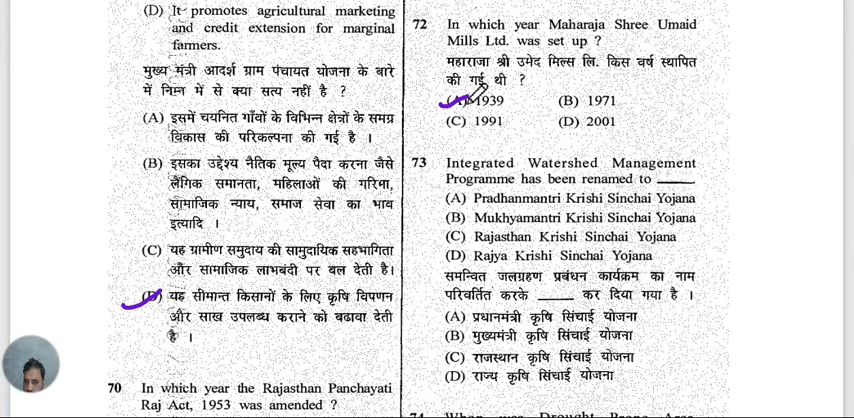 (D) It promotes agricultural marketing
and credit extension for marginal
farmers.
मुख्य मंत्री आदर्श ग्राम पंचायत योजना के बारे
में निम्न में से क्या सत्य नहीं है ?
(A) इसमें चयनित गाँवों के विभिन्न क्षेत्रों के समग्र
विकास की परिकल्पना की गई है ।
(B) इसका उद्देश्य नैतिक मूल्य पैदा करना जैसे
लैंगिक समानता, महिलाओं की गरिमा,
सामाजिक न्याय, समाज सेवा का भाव
इत्यादि ।
(C) यह ग्रामीण समुदाय की सामुदायिक सहभागिता
और सामाजिक लाभबंदी पर बल देती है।
(D) यह सीमान्त किसानों के लिए कृषि विपणन
और साख उपलब्ध कराने को बढावा देती
है ।
70 In which year the Rajasthan Panchayati
Raj Act, 1953 was amended ?
72 In which year Maharaja Shree Umaid
Mills Ltd. was set up ?
महाराजा श्री उमेद मिल्स लि. किस वर्ष स्थापित
की गई थी ?
(A) 1939 (B) 1971
(C) 1991 (D) 2001
73 Integrated Watershed Management
Programme has been renamed to ______
(A) Pradhanmantri Krishi Sinchai Yojana
(B) Mukhyamantri Krishi Sinchai Yojana
(C) Rajasthan Krishi Sinchai Yojana
(D) Rajya Krishi Sinchai Yojana
समन्वित जलग्रहण प्रबंधन कार्यक्रम का नाम
परिवर्तित करके ______ कर दिया गया है ।
(A) प्रधानमंत्री कृषि सिंचाई योजना
(B) मुख्यमंत्री कृषि सिंचाई योजना
(C) राजस्थान कृषि सिंचाई योजना
(D) राज्य कृषि सिंचाई योजना